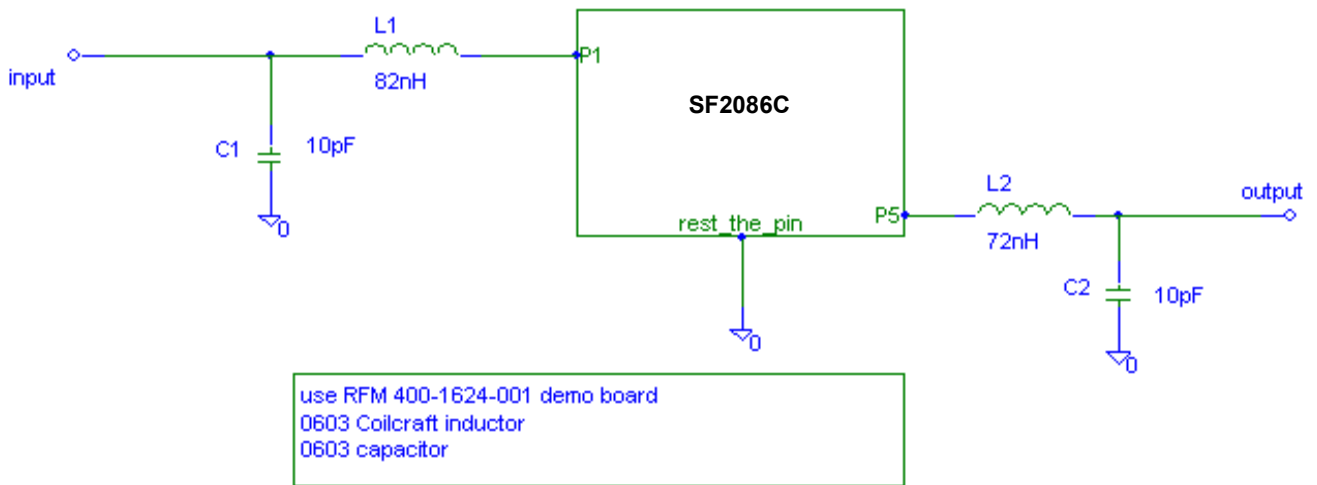 L1
input
82nH
P1
SF2086C
C1
10pF
0
L2
output
P5
rest_the_pin
72nH
C2
10pF
0
0
use RFM 400-1624-001 demo board
0603 Coilcraft inductor
0603 capacitor